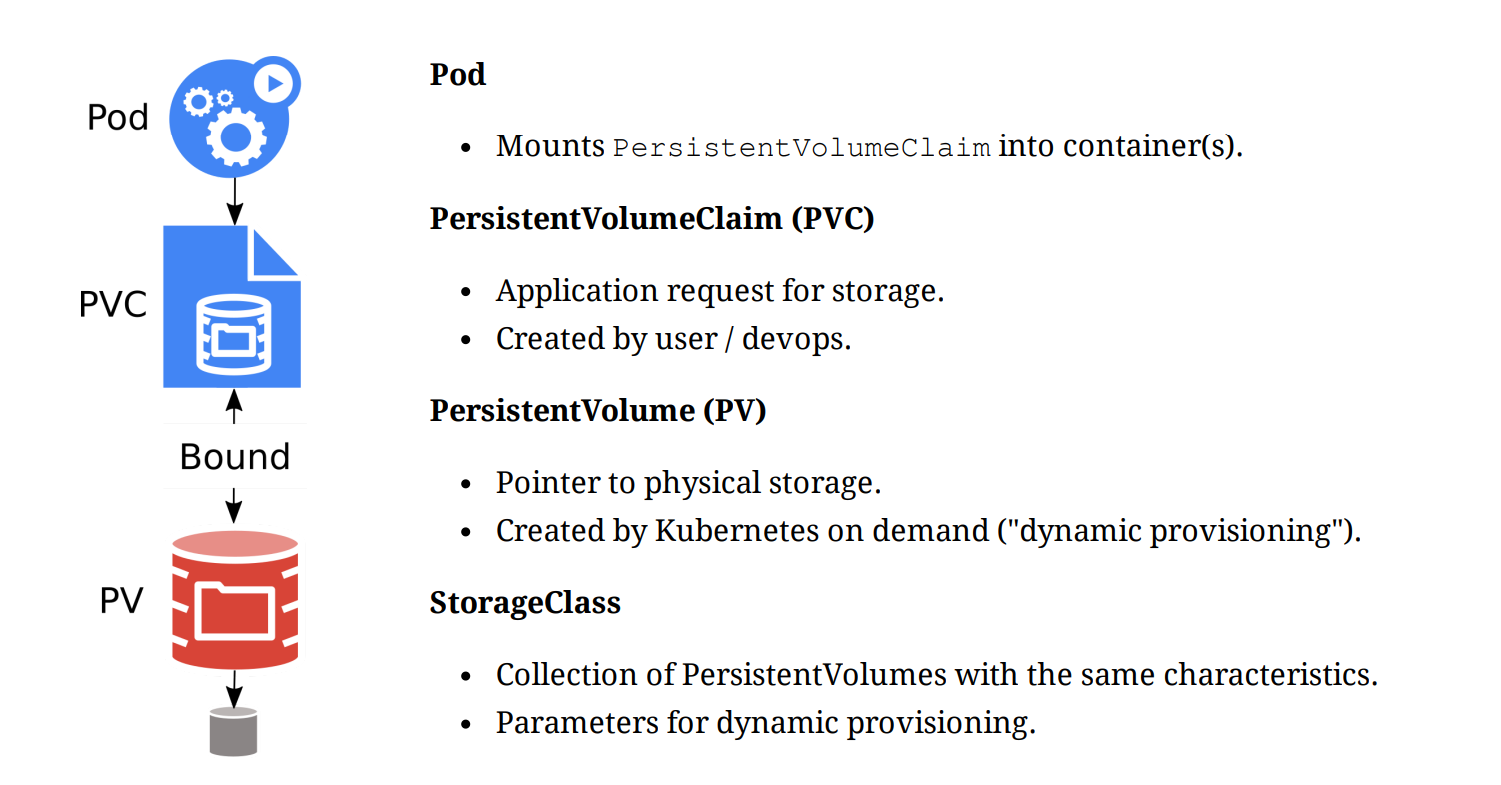 Pod
PVC
Bound
PV
Pod
• Mounts PersistentVolumeClaim into container(s).
PersistentVolumeClaim (PVC)
• Application request for storage.
• Created by user / devops.
PersistentVolume (PV)
• Pointer to physical storage.
• Created by Kubernetes on demand ("dynamic provisioning").
StorageClass
• Collection of PersistentVolumes with the same characteristics.
• Parameters for dynamic provisioning.